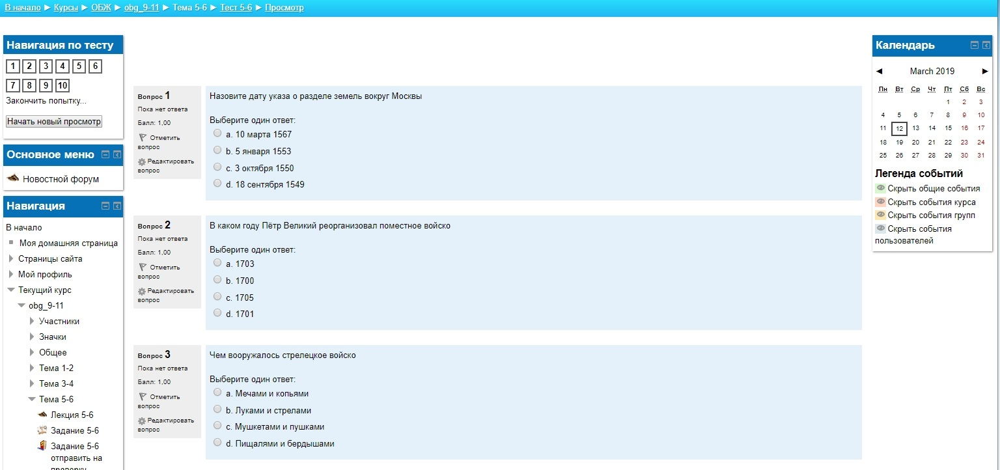 В начало ► Курсы ► ОБЖ ► obg_9-11 ► Тема 5-6 ► Тест 5-6 ► Просмотр
Навигация по тесту
1 2 3 4 5 6
7 8 9 10
Закончить попытку...
Начать новый просмотр
Основное меню
Новостной форум
Навигация
В начало
Моя домашняя страница
Страницы сайта
Мой профиль
Текущий курс
obg_9-11
Участники
Значки
Общее
Тема 1-2
Тема 3-4
Тема 5-6
Лекция 5-6
Задание 5-6
Задание 5-6
отправить на
проверку
Вопрос 1
Пока нет ответа
Балл: 1,00
Отметить
вопрос
Редактировать
вопрос
Назовите дату указа о разделе земель вокруг Москвы
Выберите один ответ:
a. 10 марта 1567
b. 5 января 1553
c. 3 октября 1550
d. 18 сентября 1549
Вопрос 2
Пока нет ответа
Балл: 1,00
Отметить
вопрос
Редактировать
вопрос
В каком году Пётр Великий реорганизовал поместное войско
Выберите один ответ:
a. 1703
b. 1700
c. 1705
d. 1701
Вопрос 3
Пока нет ответа
Балл: 1,00
Отметить
вопрос
Редактировать
вопрос
Чем вооружалось стрелецкое войско
Выберите один ответ:
a. Мечами и копьями
b. Луками и стрелами
c. Мушкетами и пушками
d. Пищалями и бердышами
Календарь
◄ March 2019 ►
Пн Вт Ср Чт Пт Сб Вс
1 2 3
4 5 6 7 8 9 10
11 12 13 14 15 16 17
18 19 20 21 22 23 24
25 26 27 28 29 30 31
Легенда событий
Скрыть общие события
Скрыть события курса
Скрыть события групп
Скрыть события
пользователей